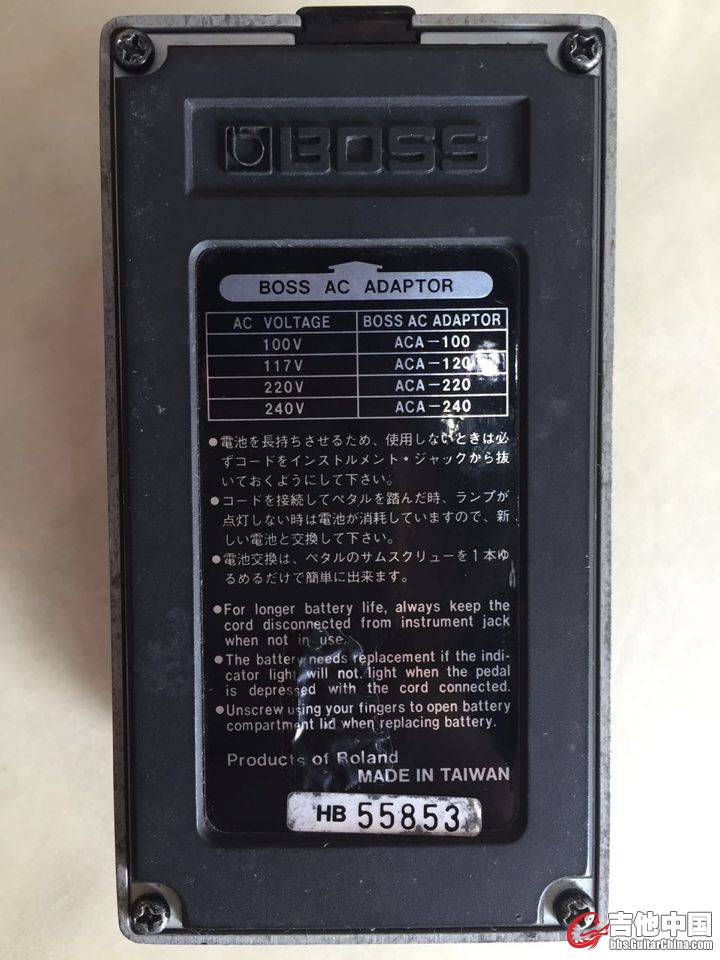 BOSS
BOSS AC ADAPTOR
AC VOLTAGE BOSS AC ADAPTOR
100V ACA-100
117V ACA-120
220V ACA-220
240V ACA-240
●電池を長持ちさせるため、使用しないときは必
ずコードをインストルメント・ジャックから抜
いておくようにして下さい。
●コードを接続してペタルを踏んだ時、ランプが
点灯しない時は電池が消耗していますので、新
しい電池と交換して下さい。
●電池交換は、ペタルのサムスクリューを1本ゆ
るめるだけで簡単に出来ます。
●For longer battery life, always keep the
cord disconnected from instrument jack
when not in use.
●The battery needs replacement if the indi-
cator light will not light when the pedal
is depressed with the cord connected.
●Unscrew using your fingers to open battery
compartment lid when replacing battery.
Products of Roland
MADE IN TAIWAN
HB 55853
吉他中国
bbs.GuitarChina.com